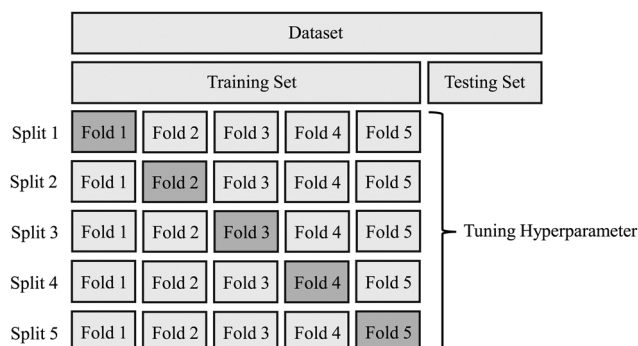 Dataset
Training Set Testing Set
Split 1 Fold 1 Fold 2 Fold 3 Fold 4 Fold 5
Split 2 Fold 1 Fold 2 Fold 3 Fold 4 Fold 5
Split 3 Fold 1 Fold 2 Fold 3 Fold 4 Fold 5 Tuning Hyperparameter
Split 4 Fold 1 Fold 2 Fold 3 Fold 4 Fold 5
Split 5 Fold 1 Fold 2 Fold 3 Fold 4 Fold 5